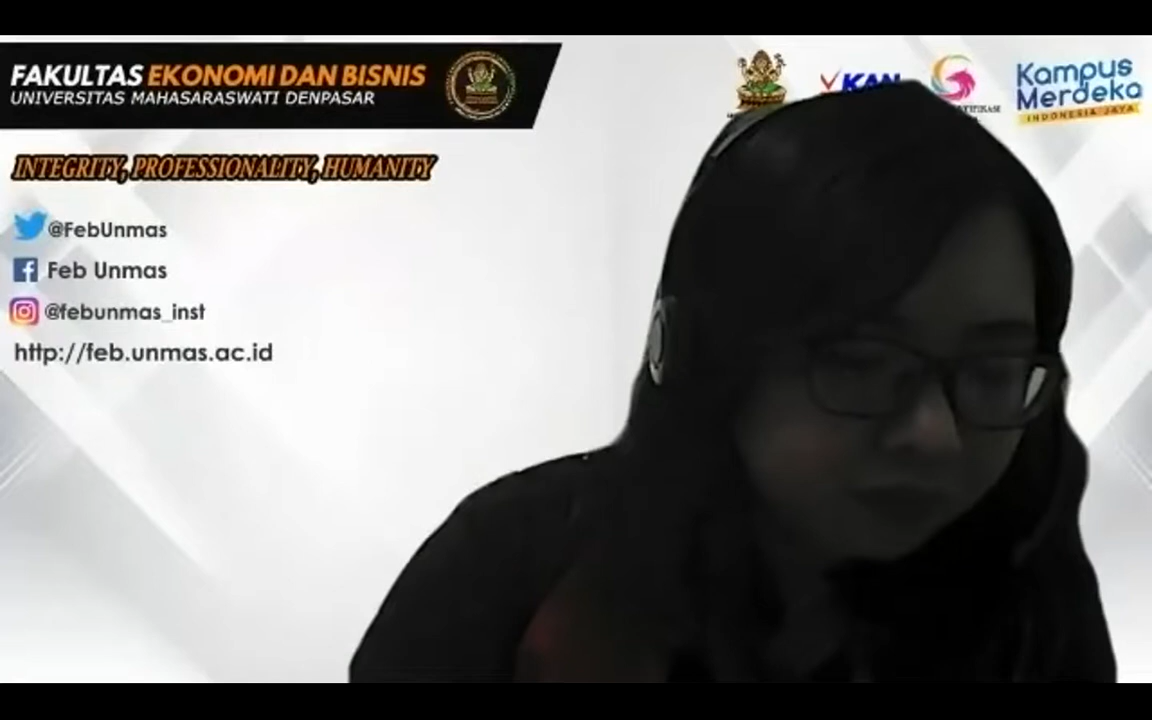 FAKULTAS EKONOMI DAN BISNIS
UNIVERSITAS MAHASARASWATI DENPASAR
KAN
Kampus
Merdeka
INDONESIA JAYA
INTEGRITY, PROFESSIONALITY, HUMANITY
@FebUnmas
Feb Unmas
@febunmas_inst
http://feb.unmas.ac.id